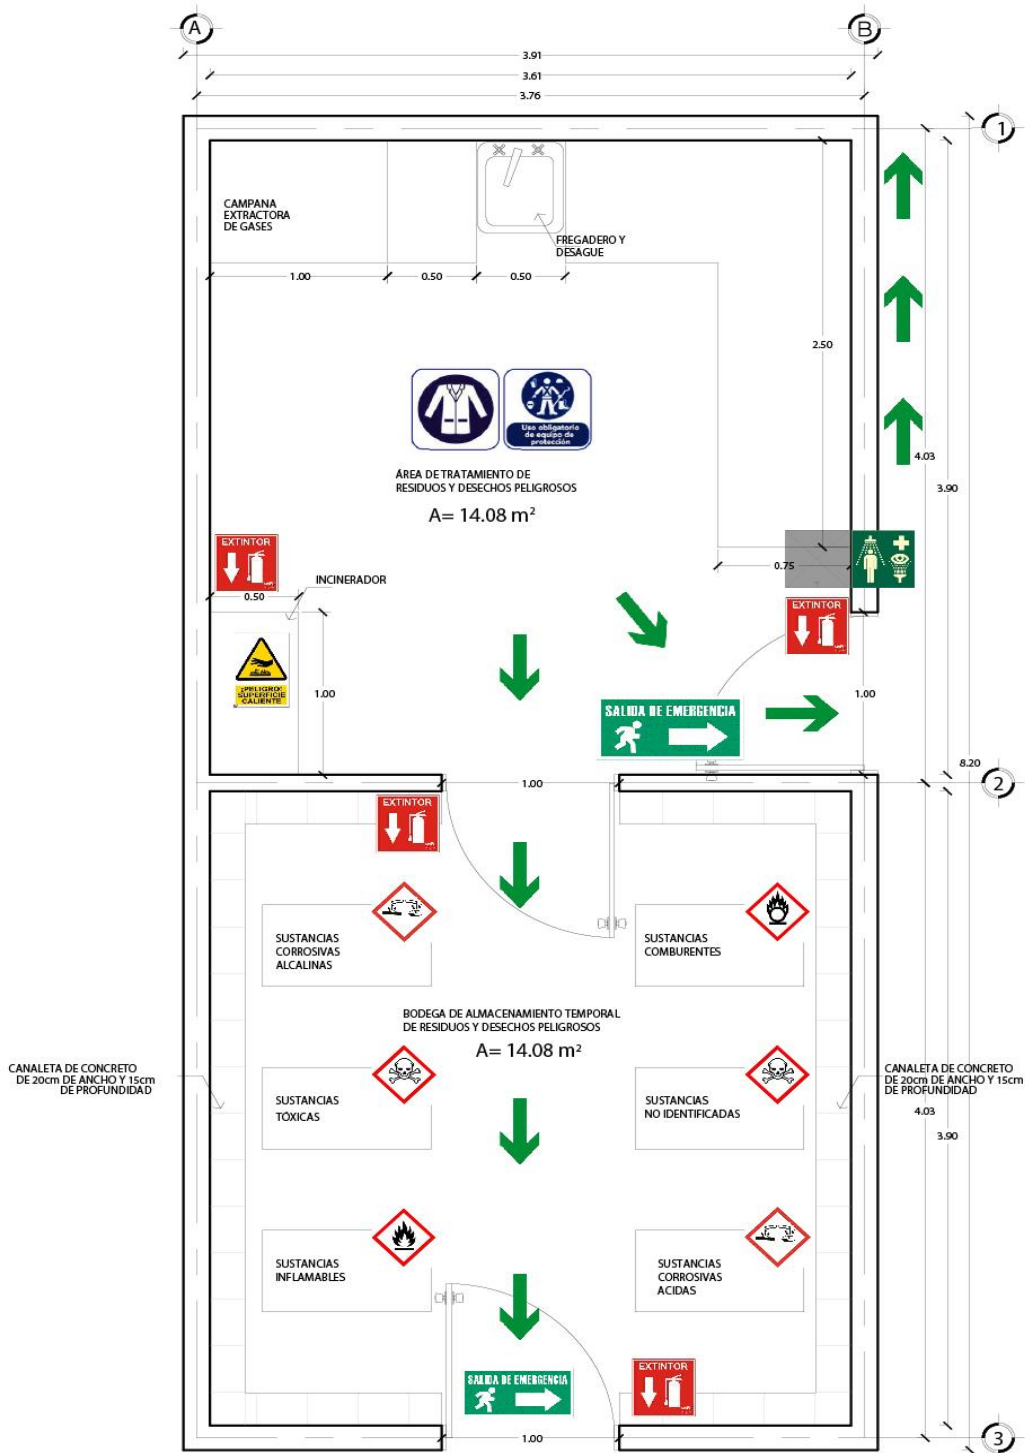 A
B
3.91
3.61
3.76
1
CAMPANA
EXTRACTORA
DE GASES
FREGADERO Y
DESAGUE
1.00
0.50
0.50
2.50
Uso obligatorio
de equipo de
protección
ÁREA DE TRATAMIENTO DE
RESIDUOS Y DESECHOS PELIGROSOS
A= 14.08 m²
4.03
3.90
EXTINTOR
0.75
INCINERADOR
0.50
EXTINTOR
¡PELIGRO!
SUPERFICIE
CALIENTE
1.00
1.00
SALIDA DE EMERGENCIA
8.20
1.00
2
EXTINTOR
SUSTANCIAS
CORROSIVAS
ALCALINAS
SUSTANCIAS
COMBURENTES
BODEGA DE ALMACENAMIENTO TEMPORAL
DE RESIDUOS Y DESECHOS PELIGROSOS
A= 14.08 m²
CANALETA DE CONCRETO
DE 20cm DE ANCHO Y 15cm
DE PROFUNDIDAD
CANALETA DE CONCRETO
DE 20cm DE ANCHO Y 15cm
DE PROFUNDIDAD
SUSTANCIAS
TÓXICAS
SUSTANCIAS
NO IDENTIFICADAS
4.03
3.90
SUSTANCIAS
INFLAMABLES
SUSTANCIAS
CORROSIVAS
ACIDAS
SALIDA DE EMERGENCIA
EXTINTOR
1.00
3